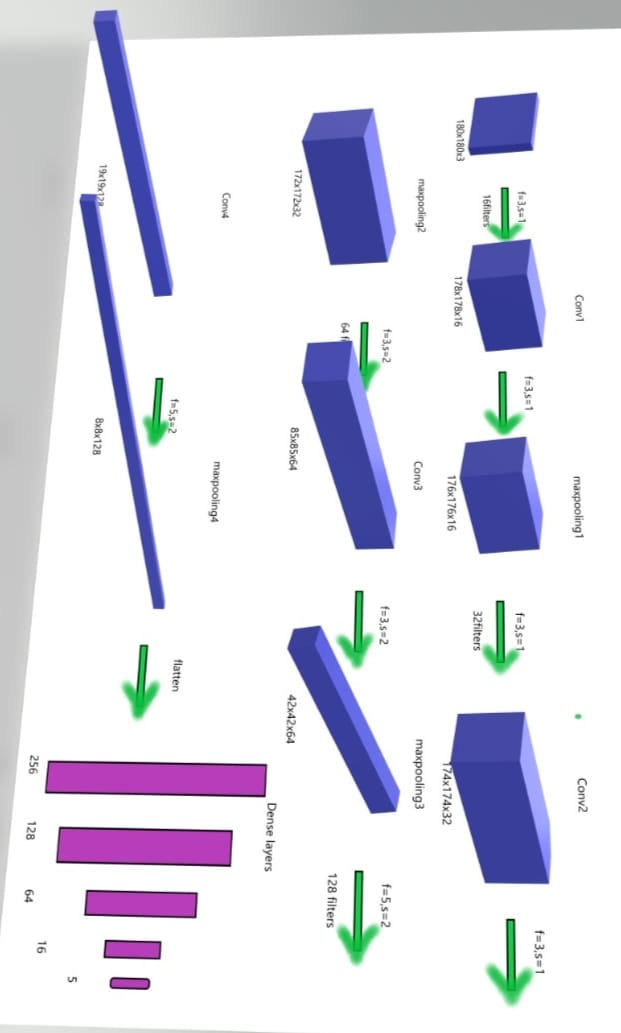 Conv1
maxpooling1
Conv2
f=3,s=1
f=3,s=1
f=3,s=1
f=3,s=1
16filters
32filters
180x180x3
178x178x16
176x176x16
174x174x32
maxpooling2
Conv3
maxpooling3
f=3,s=2
f=3,s=2
f=5,s=2
64
128 filters
172x172x32
85x85x64
42x42x64
Conv4
maxpooling4
Dense layers
f=5,s=2
flatten
19x19x128
8x8x128
256
128
64
16
5